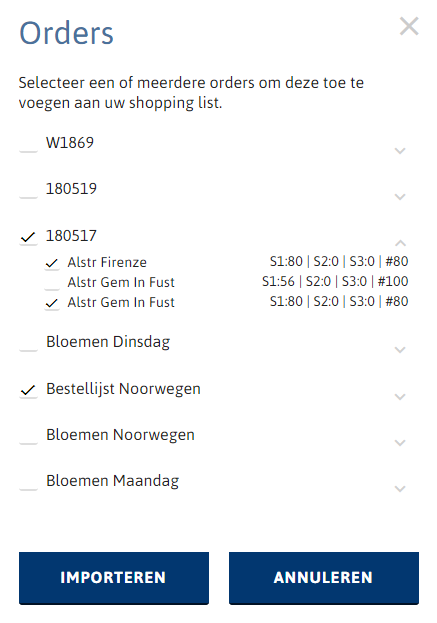 Orders
Selecteer een of meerdere orders om deze toe te
voegen aan uw shopping list.
W1869
180519
180517
Alstr Firenze S1:80 | S2:0 | S3:0 | #80
Alstr Gem In Fust S1:56 | S2:0 | S3:0 | #100
Alstr Gem In Fust S1:80 | S2:0 | S3:0 | #80
Bloemen Dinsdag
Bestellijst Noorwegen
Bloemen Noorwegen
Bloemen Maandag
IMPORTEREN ANNULEREN